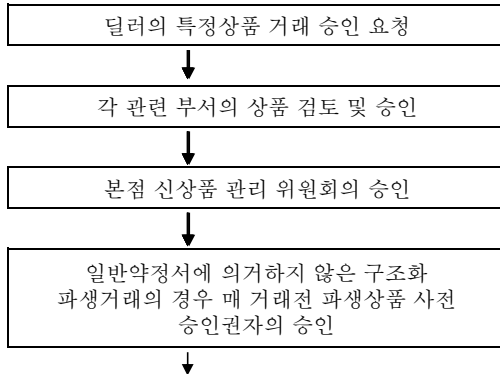 딜러의 특정상품 거래 승인 요청
각 관련 부서의 상품 검토 및 승인
본점 신상품 관리 위원회의 승인
일반약정서에 의거하지 않은 구조화
파생거래의 경우 매 거래전 파생상품 사전
승인권자의 승인